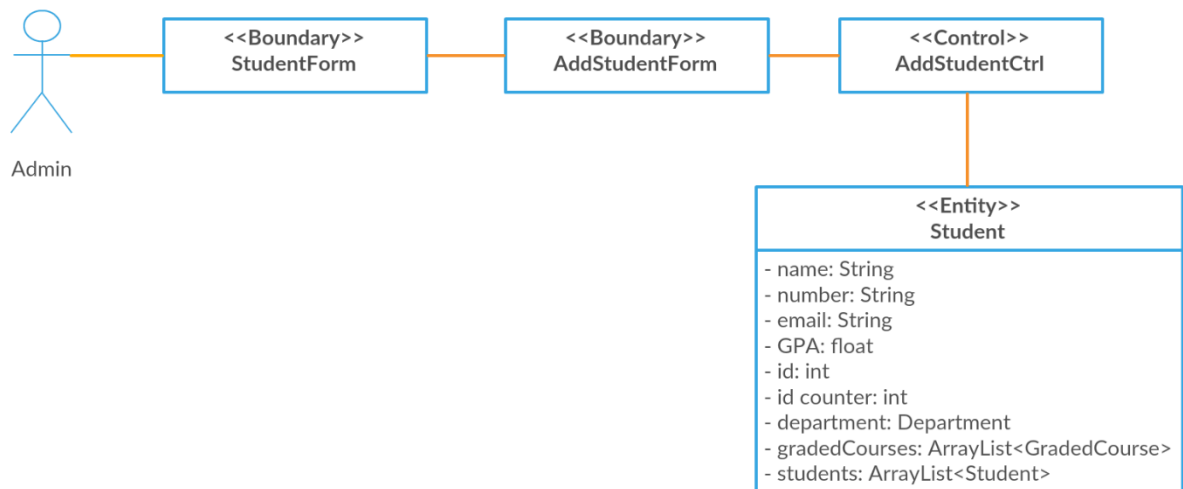 <<Boundary>>
StudentForm
<<Boundary>>
AddStudentForm
<<Control>>
AddStudentCtrl
Admin
<<Entity>>
Student
- name: String
- number: String
- email: String
- GPA: float
- id: int
- id counter: int
- department: Department
- gradedCourses: ArrayList<GradedCourse>
- students: ArrayList<Student>